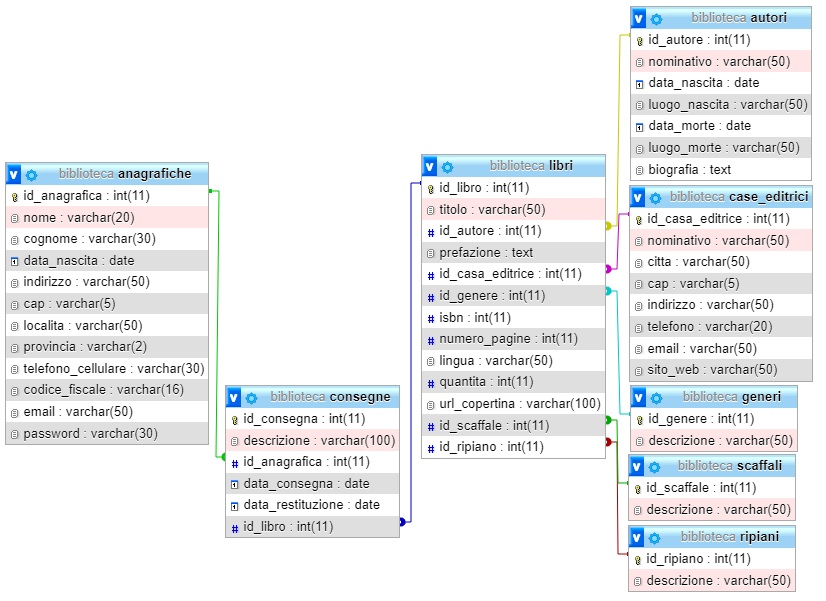 biblioteca anagrafiche
id_anagrafica : int(11)
nome : varchar(20)
cognome : varchar(30)
data_nascita : date
indirizzo : varchar(50)
cap : varchar(5)
localita : varchar(50)
provincia : varchar(2)
telefono_cellulare : varchar(30)
codice_fiscale : varchar(16)
email : varchar(50)
password : varchar(30)
biblioteca consegne
id_consegna : int(11)
descrizione : varchar(100)
id_anagrafica : int(11)
data_consegna : date
data_restituzione : date
id_libro : int(11)
biblioteca libri
id_libro : int(11)
titolo : varchar(50)
id_autore : int(11)
prefazione : text
id_casa_editrice : int(11)
id_genere : int(11)
isbn : int(11)
numero_pagine : int(11)
lingua : varchar(50)
quantita : int(11)
url_copertina : varchar(100)
id_scaffale : int(11)
id_ripiano : int(11)
biblioteca autori
id_autore : int(11)
nominativo : varchar(50)
data_nascita : date
luogo_nascita : varchar(50)
data_morte : date
luogo_morte : varchar(50)
biografia : text
biblioteca case_editrici
id_casa_editrice : int(11)
nominativo : varchar(50)
citta : varchar(50)
cap : varchar(5)
indirizzo : varchar(50)
telefono : varchar(20)
email : varchar(50)
sito_web : varchar(50)
biblioteca generi
id_genere : int(11)
descrizione : varchar(50)
biblioteca scaffali
id_scaffale : int(11)
descrizione : varchar(50)
biblioteca ripiani
id_ripiano : int(11)
descrizione : varchar(50)